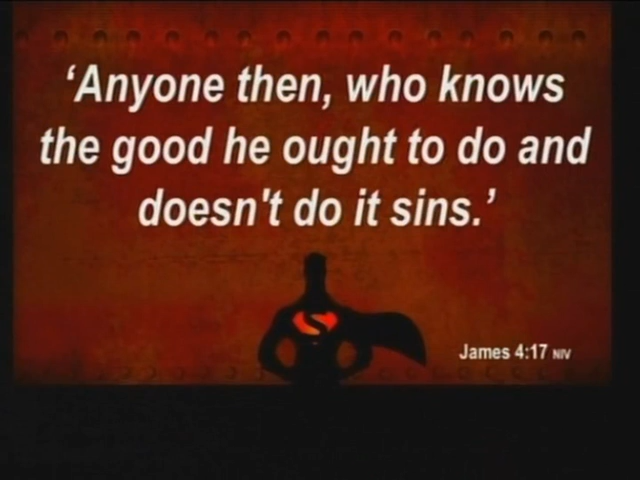 ‘Anyone then, who knows
the good he ought to do and
doesn't do it sins.’
S
James 4:17 NIV